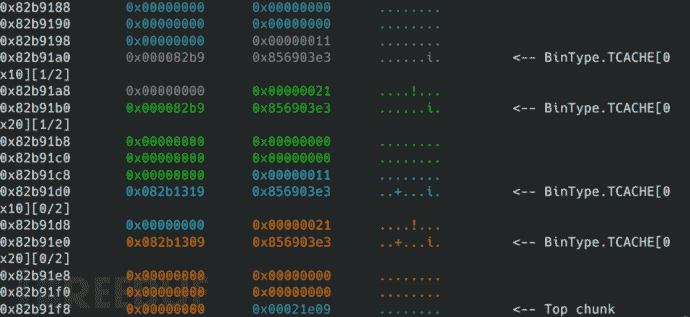 0x82b9188 0x00000000 0x00000000 ........
0x82b9190 0x00000000 0x00000000 ........
0x82b9198 0x00000000 0x00000011 ........
0x82b91a0 0x000082b9 0x856903e3 ......i. <-- BinType.TCACHE[0
x10][1/2]
0x82b91a8 0x00000000 0x00000021 ....!...
0x82b91b0 0x000082b9 0x856903e3 ......i. <-- BinType.TCACHE[0
x20][1/2]
0x82b91b8 0x00000000 0x00000000 ........
0x82b91c0 0x00000000 0x00000000 ........
0x82b91c8 0x00000000 0x00000011 ........
0x82b91d0 0x082b1319 0x856903e3 ..+...i. <-- BinType.TCACHE[0
x10][0/2]
0x82b91d8 0x00000000 0x00000021 ....!...
0x82b91e0 0x082b1309 0x856903e3 ..+...i. <-- BinType.TCACHE[0
x20][0/2]
0x82b91e8 0x00000000 0x00000000 ........
0x82b91f0 0x00000000 0x00000000 ........
0x82b91f8 0x00000000 0x00021e09 ........ <-- Top chunk
FREEBUF